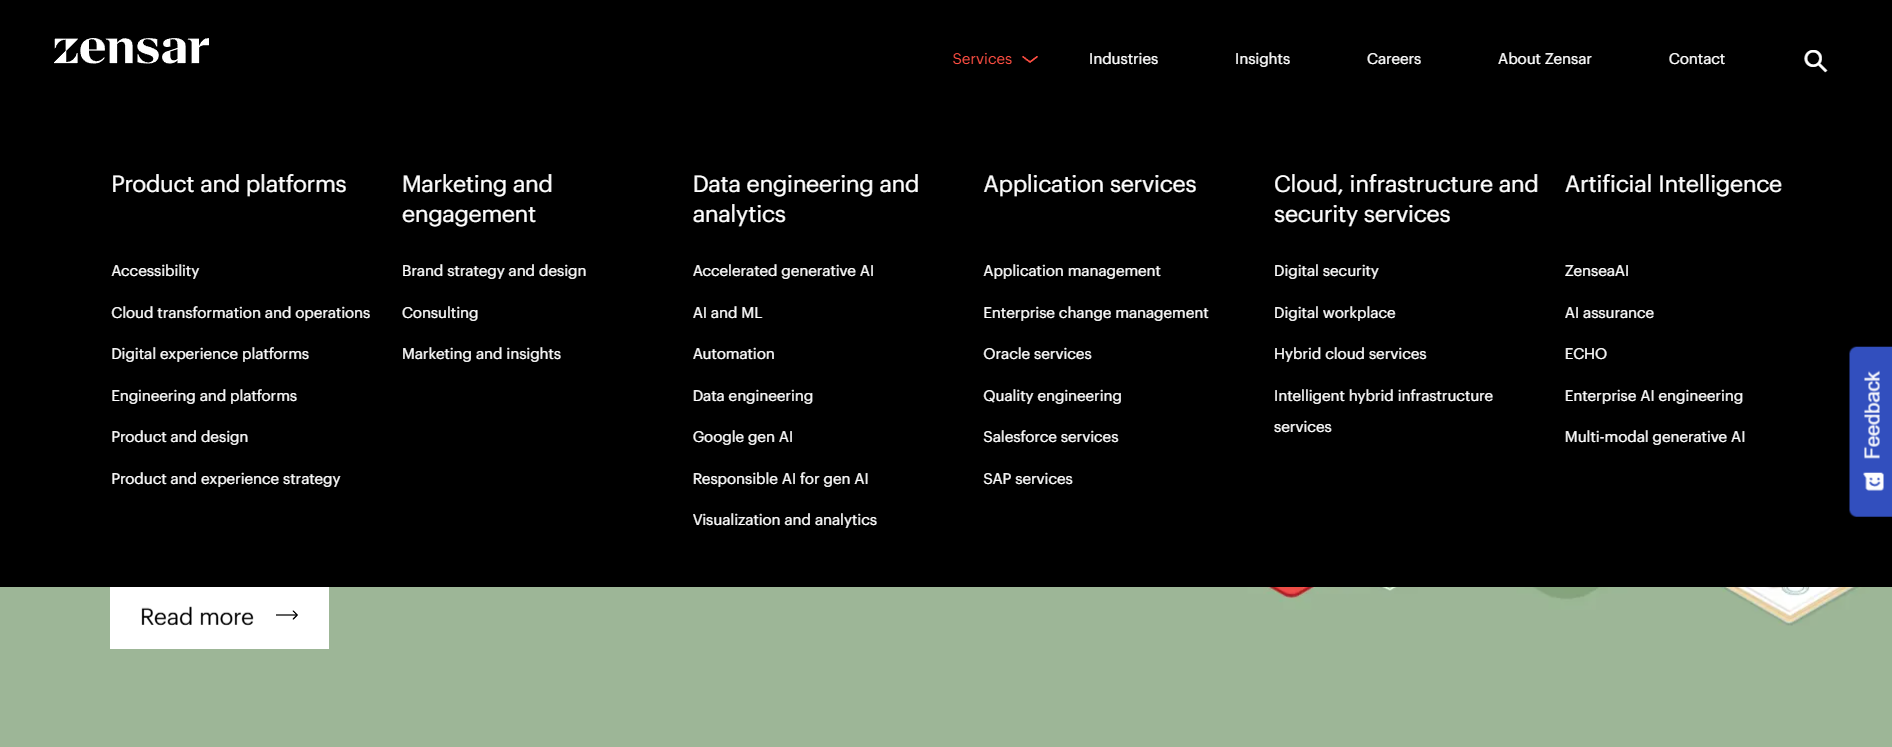 zensar
Services
Industries
Insights
Careers
About Zensar
Contact
Product and platforms
Accessibility
Cloud transformation and operations
Digital experience platforms
Engineering and platforms
Product and design
Product and experience strategy
Marketing and
engagement
Brand strategy and design
Consulting
Marketing and insights
Data engineering and
analytics
Accelerated generative AI
AI and ML
Automation
Data engineering
Google gen AI
Responsible AI for gen AI
Visualization and analytics
Application services
Application management
Enterprise change management
Oracle services
Quality engineering
Salesforce services
SAP services
Cloud, infrastructure and
security services
Digital security
Digital workplace
Hybrid cloud services
Intelligent hybrid infrastructure
services
Artificial Intelligence
ZenseaAI
AI assurance
ECHO
Enterprise AI engineering
Multi-modal generative AI
Feedback
Read more